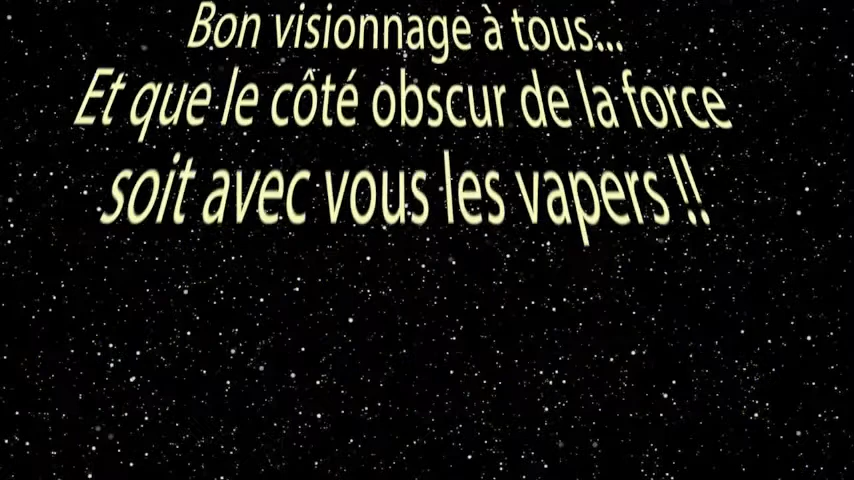 Bon visionnage à tous...
Et que le côté obscur de la force
soit avec vous les vapers !!